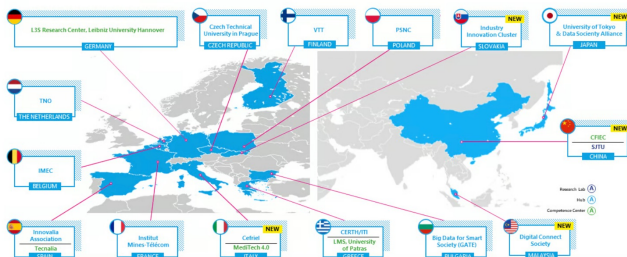 L3S Research Center, Leibniz University Hannover
GERMANY
Czech Technical
University in Prague
CZECH REPUBLIC
VTT
FINLAND
PSNC
POLAND
NEW
Industry
Innovation Cluster
SLOVAKIA
NEW
University of Tokyo
& Data Socienty Alliance
JAPAN
TNO
THE NETHERLANDS
NEW
CFIEC
SJTU
CHINA
IMEC
BELGIUM
Research Lab A
Hub A
Competence Center A
Innovalia
Association
Tecnalia
SPAIN
Institut
Mines-Télécom
FRANCE
NEW
Cefriel
MediTech 4.0
ITALY
CERTH/ITI
LMS, University
of Patras
GREECE
Big Data for Smart
Society (GATE)
BULGARIA
NEW
Digital Connect
Society
MALAYSIA